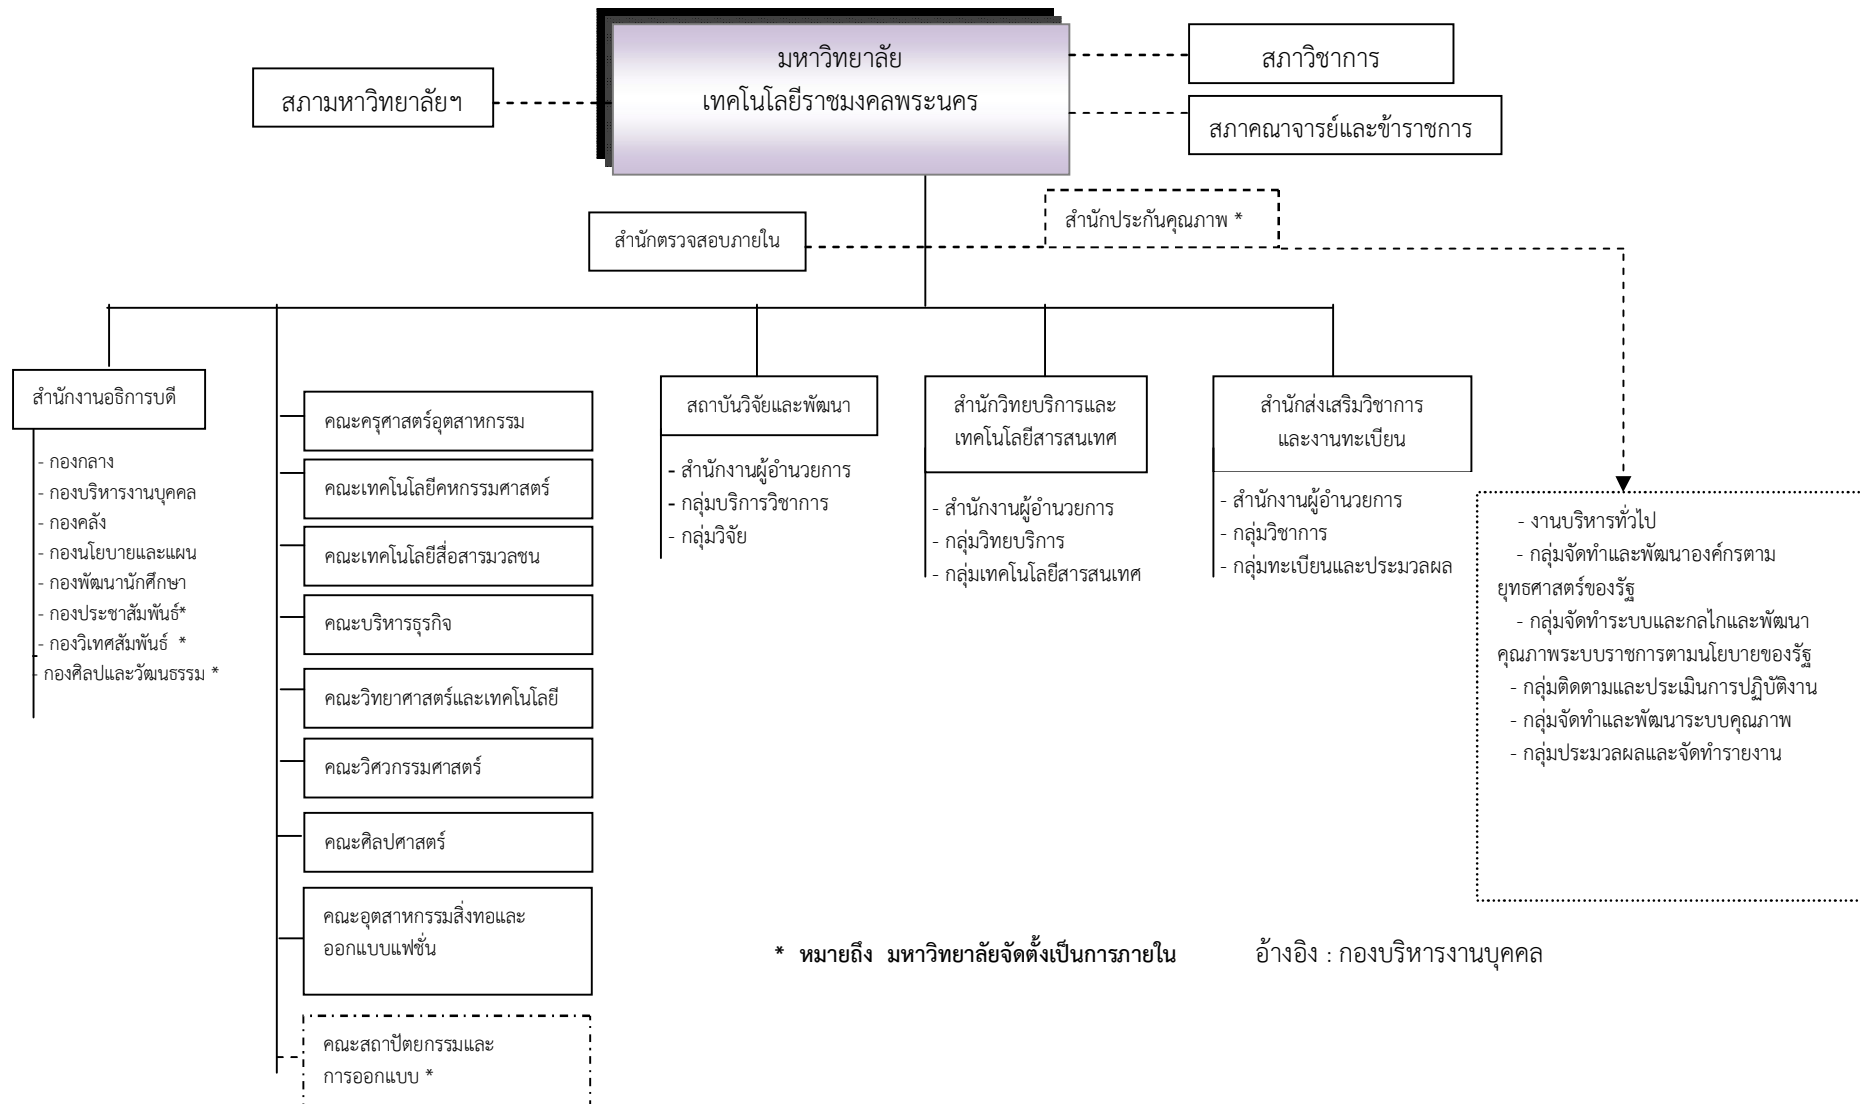 มหาวิทยาลัย
เทคโนโลยีราชมงคลพระนคร
สภามหาวิทยาลัยฯ
สภาวิชาการ
สภาคณาจารย์และข้าราชการ
สำนักตรวจสอบภายใน
สำนักประกันคุณภาพ *
สำนักงานอธิการบดี
- กองกลาง
- กองบริหารงานบุคคล
- กองคลัง
- กองนโยบายและแผน
- กองพัฒนานักศึกษา
- กองประชาสัมพันธ์*
- กองวิเทศสัมพันธ์ *
- กองศิลปและวัฒนธรรม *
คณะครุศาสตร์อุตสาหกรรม
คณะเทคโนโลยีคหกรรมศาสตร์
คณะเทคโนโลยีสื่อสารมวลชน
คณะบริหารธุรกิจ
คณะวิทยาศาสตร์และเทคโนโลยี
คณะวิศวกรรมศาสตร์
คณะศิลปศาสตร์
คณะอุตสาหกรรมสิ่งทอและ
ออกแบบแฟชั่น
คณะสถาปัตยกรรมและ
การออกแบบ *
สถาบันวิจัยและพัฒนา
- สำนักงานผู้อำนวยการ
- กลุ่มบริการวิชาการ
- กลุ่มวิจัย
สำนักวิทยบริการและ
เทคโนโลยีสารสนเทศ
- สำนักงานผู้อำนวยการ
- กลุ่มวิทยบริการ
- กลุ่มเทคโนโลยีสารสนเทศ
สำนักส่งเสริมวิชาการ
และงานทะเบียน
- สำนักงานผู้อำนวยการ
- กลุ่มวิชาการ
- กลุ่มทะเบียนและประมวลผล
- งานบริหารทั่วไป
- กลุ่มจัดทำและพัฒนาองค์กรตาม
ยุทธศาสตร์ของรัฐ
- กลุ่มจัดทำระบบและกลไกและพัฒนา
คุณภาพระบบราชการตามนโยบายของรัฐ
- กลุ่มติดตามและประเมินการปฏิบัติงาน
- กลุ่มจัดทำและพัฒนาระบบคุณภาพ
- กลุ่มประมวลผลและจัดทำรายงาน
* หมายถึง มหาวิทยาลัยจัดตั้งเป็นการภายใน
อ้างอิง : กองบริหารงานบุคคล